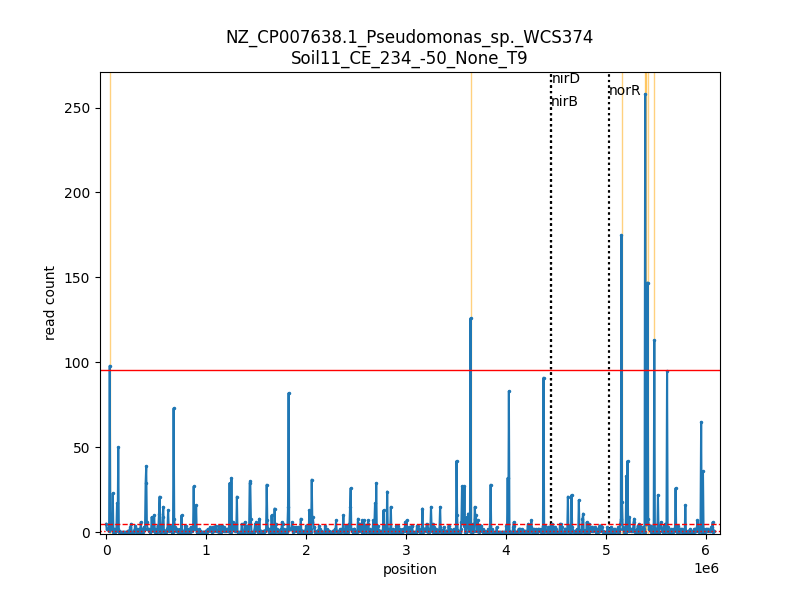 NZ_CP007638.1_Pseudomonas_sp._WCS374
Soil11_CE_234_-50_None_T9
nirD
norR
nirB
250
200
150
100
50
0
read count
0 1 2 3 4 5 6
1e6
position